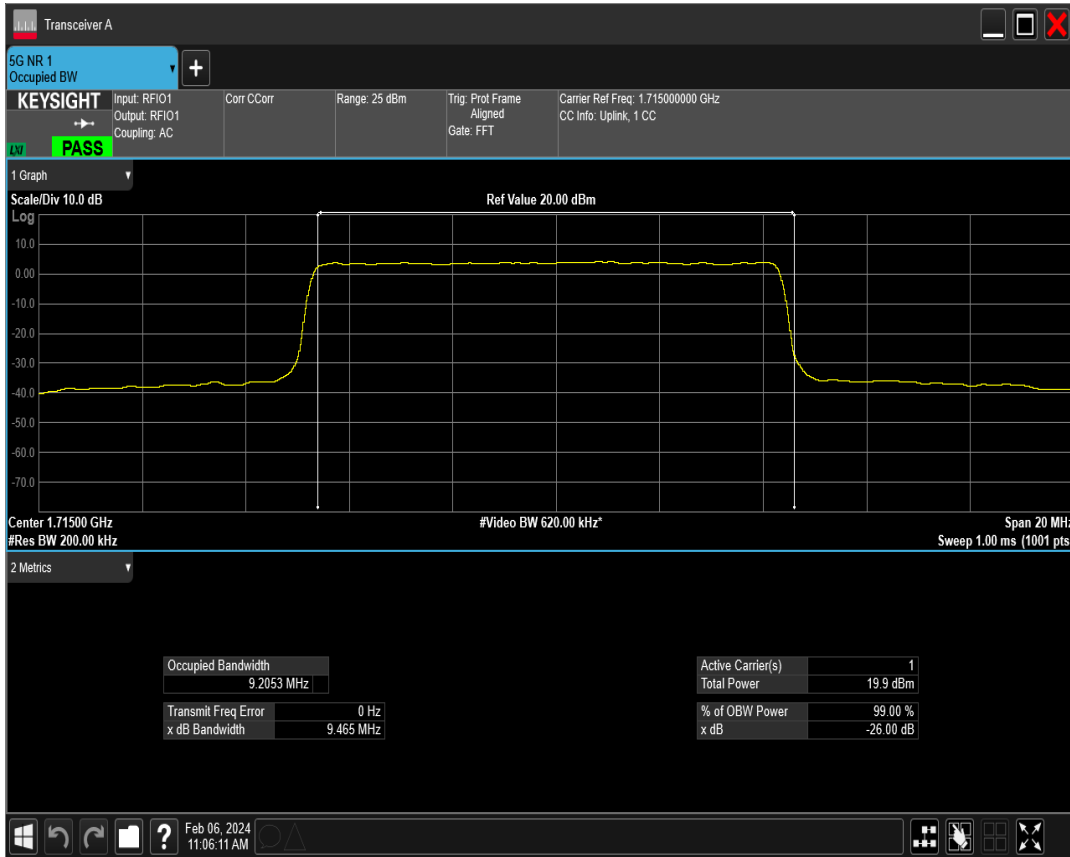 Transceiver A
5G NR 1
Occupied BW
+
KEYSIGHT
LXI
PASS
Input: RFIO1
Output: RFIO1
Coupling: AC
Corr CCorr
Range: 25 dBm
Trig: Prot Frame
Aligned
Gate: FFT
Carrier Ref Freq: 1.715000000 GHz
CC Info: Uplink, 1 CC
1 Graph
Scale/Div 10.0 dB
Ref Value 20.00 dBm
Log
10.0
0.00
-10.0
-20.0
-30.0
-40.0
-50.0
-60.0
-70.0
Center 1.71500 GHz
#Video BW 620.00 kHz*
Span 20 MHz
#Res BW 200.00 kHz
Sweep 1.00 ms (1001 pts
2 Metrics
Occupied Bandwidth
9.2053 MHz
Transmit Freq Error 0 Hz
x dB Bandwidth 9.465 MHz
Active Carrier(s) 1
Total Power 19.9 dBm
% of OBW Power 99.00 %
x dB -26.00 dB
?
Feb 06, 2024
11:06:11 AM